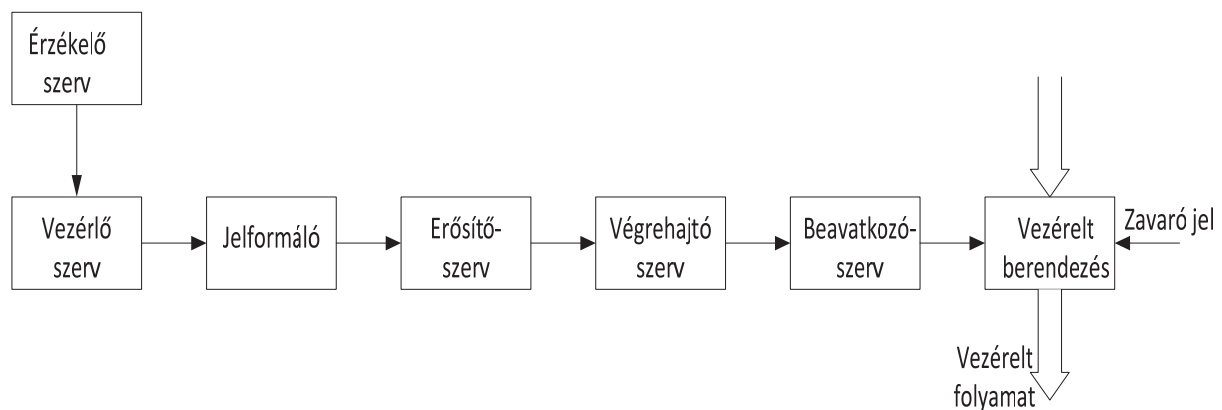 Érzékelő
szerv
Vezérlő
szerv
Jelformáló
Erősítő-
szerv
Végrehajtó
szerv
Beavatkozó-
szerv
Vezérelt
berendezés
Zavaró jel
Vezérelt
folyamat